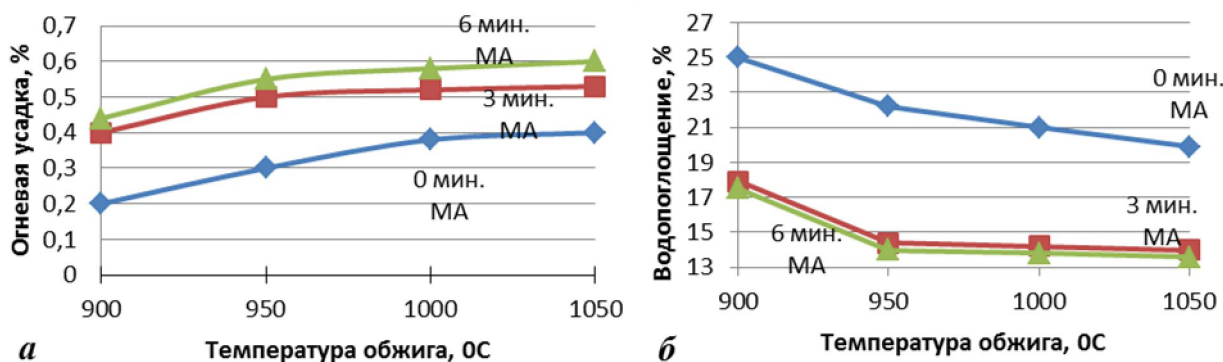 Огневая усадка, %
0,7
0,6
0,5
0,4
0,3
0,2
0,1
0
6 мин.
МА
3 мин.
МА
0 мин.
МА
900 950 1000 1050
Температура обжига, 0С
а
Водопоглощение, %
27
25
23
21
19
17
15
13
0 мин.
МА
3 мин.
МА
6 мин.
МА
900 950 1000 1050
Температура обжига, 0С
б